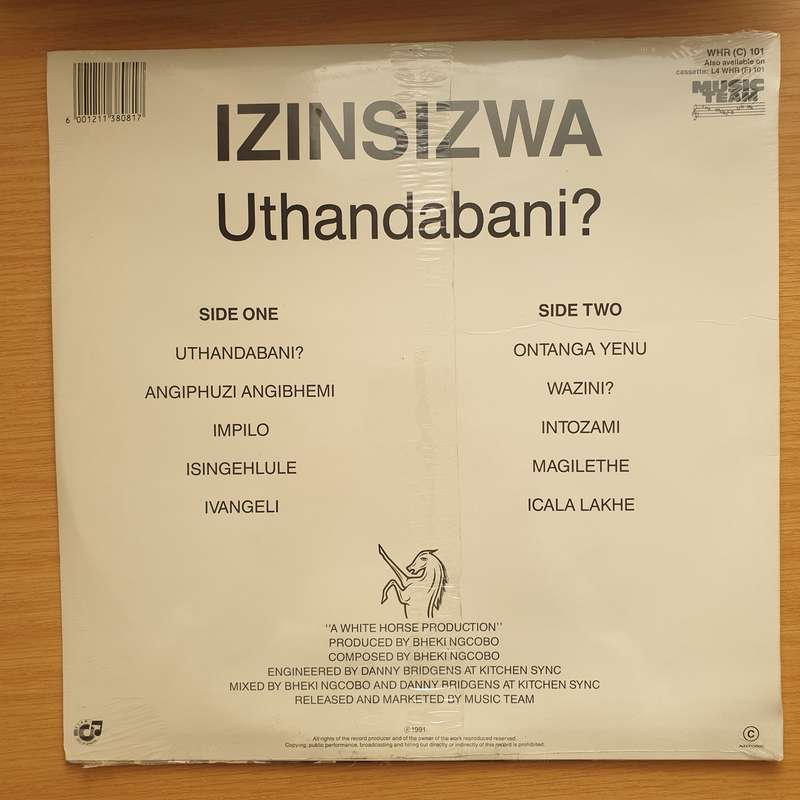 WHR (C) 101
Also available on
cassette: L4 WHR (F) 101
MUSIC
TEAM
6 001211 380817
IZINSIZWA
Uthandabani?
SIDE ONE
UTHANDABANI?
ANGIPHUZI ANGIBHEMI
IMPILO
ISINGEHLULE
IVANGELI
SIDE TWO
ONTANGA YENU
WAZINI?
INTOZAMI
MAGILETHE
ICALA LAKHE
"A WHITE HORSE PRODUCTION"
PRODUCED BY BHEKI NGCOBO
COMPOSED BY BHEKI NGCOBO
ENGINEERED BY DANNY BRIDGENS AT KITCHEN SYNC
MIXED BY BHEKI NGCOBO AND DANNY BRIDGENS AT KITCHEN SYNC
RELEASED AND MARKETED BY MUSIC TEAM
℗ 1991
All rights of the record producer and of the owner of the work reproduced reserved.
Copying, public performance, broadcasting and hiring out directly or indirectly of this record is prohibited.
©